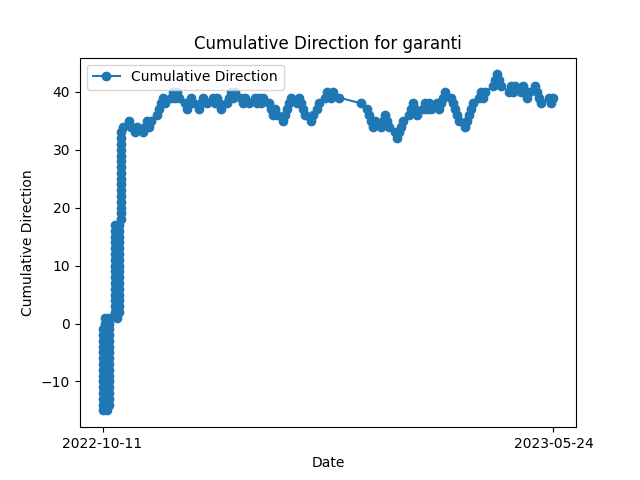 Cumulative Direction for garanti
Cumulative Direction
40
30
20
10
0
−10
Cumulative Direction
2022-10-11
2023-05-24
Date